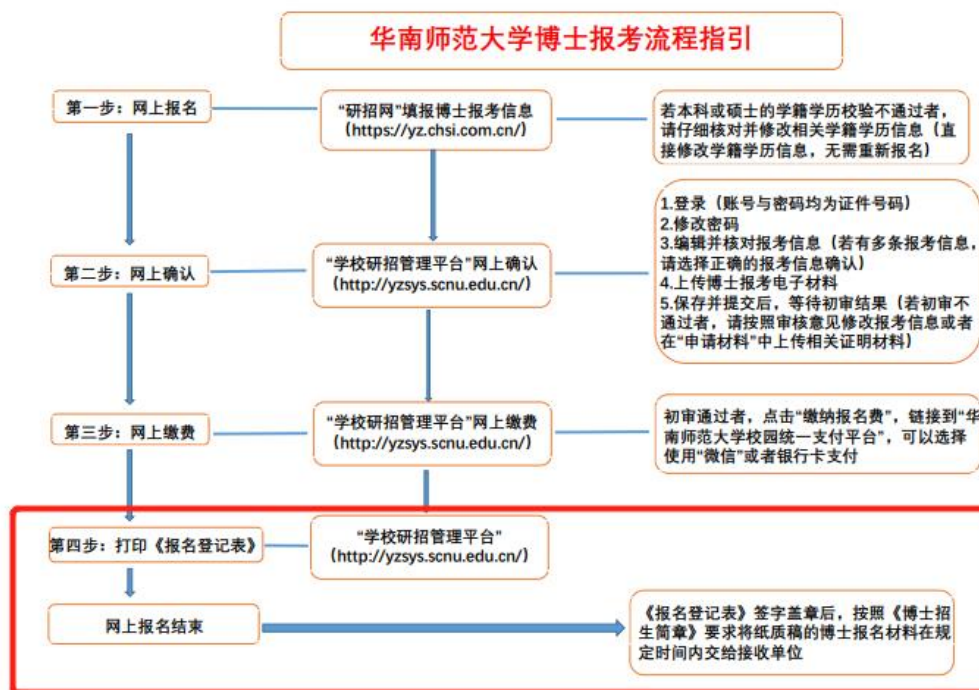 华南师范大学博士报考流程指引
第一步：网上报名
“研招网”填报博士报考信息
（https://yz.chsi.com.cn/）
若本科或硕士的学籍学历校验不通过者，
请仔细核对并修改相关学籍学历信息（直
接修改学籍学历信息，无需重新报名）
第二步：网上确认
“学校研招管理平台”网上确认
（http://yzsys.scnu.edu.cn/）
1.登录（账号与密码均为证件号码）
2.修改密码
3.编辑并核对报考信息（若有多条报考信息，
请选择正确的报考信息确认）
4.上传博士报考电子材料
5.保存并提交后，等待初审结果（若初审不
通过者，请按照审核意见修改报考信息或者
在“申请材料”中上传相关证明材料）
第三步：网上缴费
“学校研招管理平台”网上缴费
（http://yzsys.scnu.edu.cn/）
初审通过者，点击“缴纳报名费”，链接到“华
南师范大学校园统一支付平台”，可以选择
使用“微信”或者银行卡支付
第四步：打印《报名登记表》
“学校研招管理平台”
（http://yzsys.scnu.edu.cn/）
网上报名结束
《报名登记表》签字盖章后，按照《博士招
生简章》要求将纸质稿的博士报名材料在规
定时间内交给接收单位